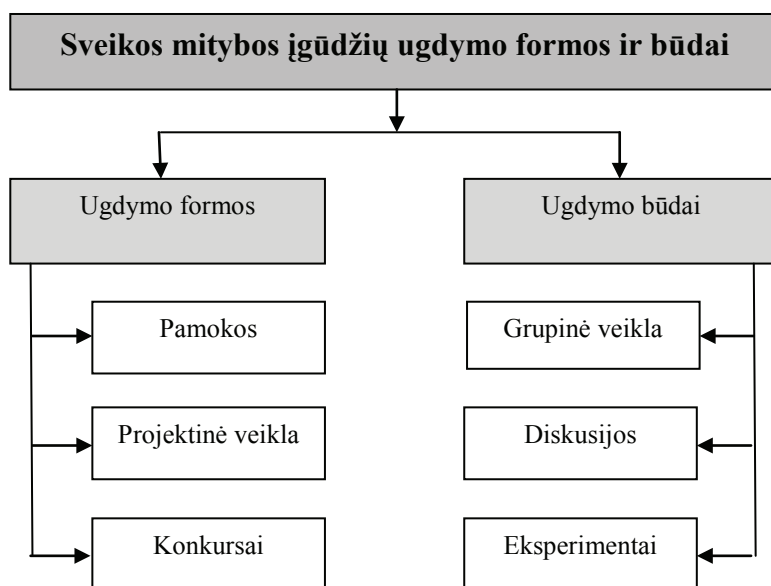 Sveikos mitybos įgūdžių ugdymo formos ir būdai
Ugdymo formos
Ugdymo būdai
Pamokos
Grupinė veikla
Projektinė veikla
Diskusijos
Konkursai
Eksperimentai